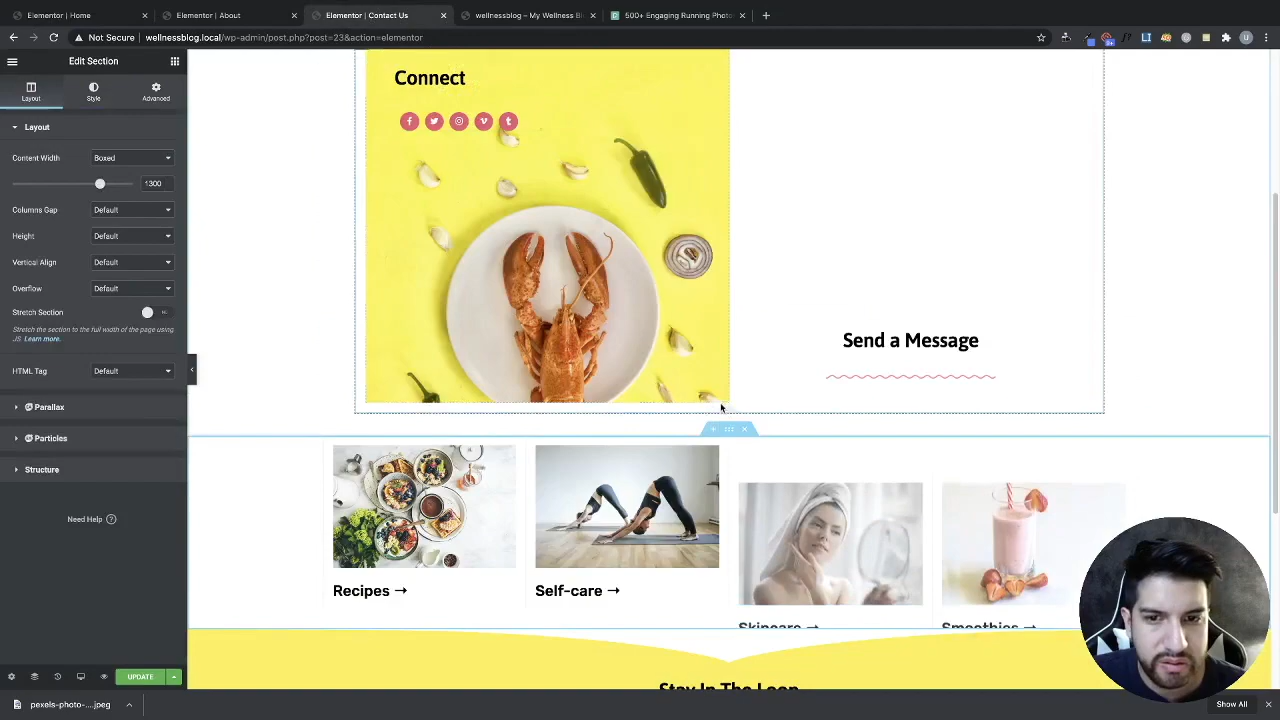 Elementor | Home
Elementor | About
Elementor | Contact Us
wellnessblog – My Wellness Bl
500+ Engaging Running Photo
Not Secure
wellnessblog.local/wp-admin/post.php?post=23&action=elementor
Edit Section
Layout
Advanced
Layout
Content Width
1300
Columns Gap
Default
Height
Default
Vertical Align
Default
Overflow
Default
Stretch Section
Stretch the section to the full width of the page using
JS. Learn more.
HTML Tag
Default
Parallax
Particles
Structure
Need Help
UPDATE
Connect
Send a Message
Recipes →
Self-care →
Skincare →
Smoothies →
Stay In The Loop
1.jpeg
Show All